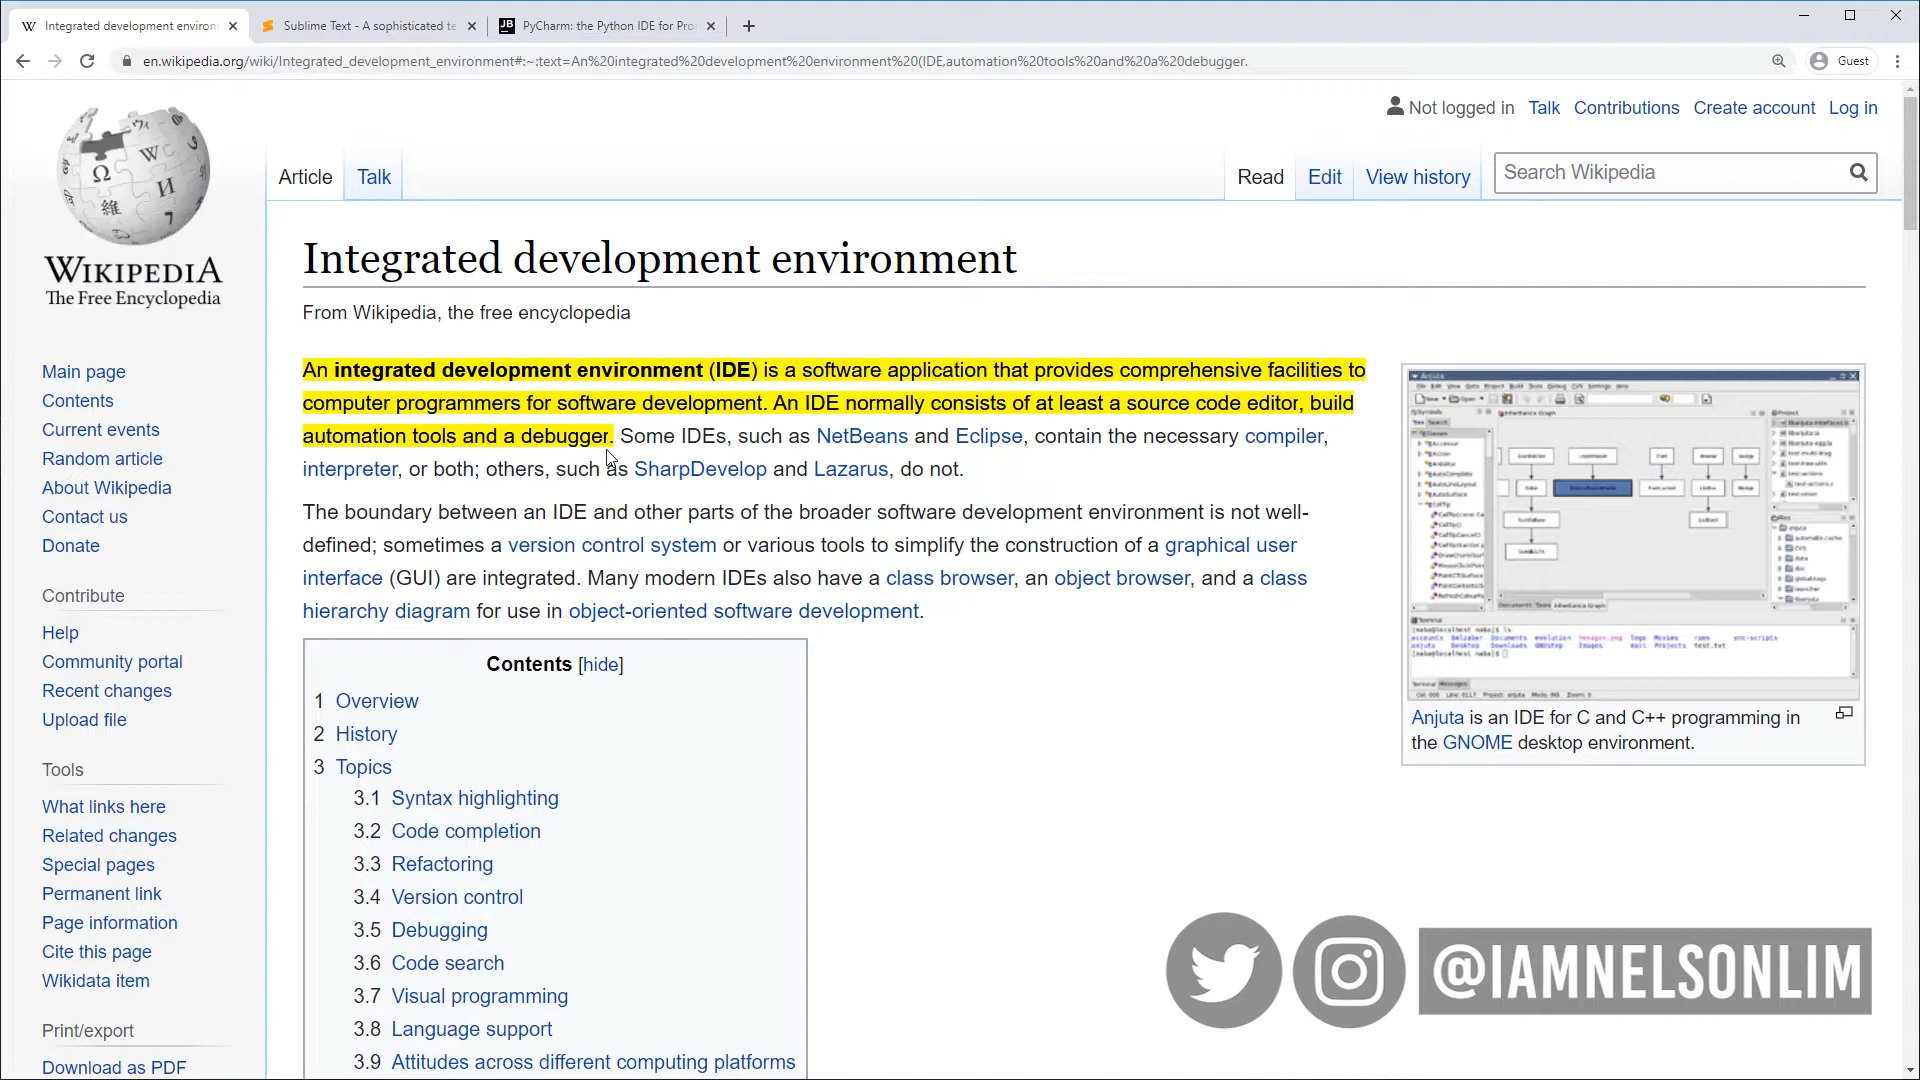 Integrated development environ
Sublime Text - A sophisticated te
PyCharm: the Python IDE for Pro
en.wikipedia.org/wiki/Integrated_development_environment#:~:text=An%20integrated%20development%20environment%20(IDE,automation%20tools%20and%20a%20debugger.
Guest
Not logged in Talk Contributions Create account Log in
Article Talk Read Edit View history Search Wikipedia
WIKIPEDIA
The Free Encyclopedia
Main page
Contents
Current events
Random article
About Wikipedia
Contact us
Donate
Contribute
Help
Community portal
Recent changes
Upload file
Tools
What links here
Related changes
Special pages
Permanent link
Page information
Cite this page
Wikidata item
Print/export
Download as PDF
Integrated development environment
From Wikipedia, the free encyclopedia
An integrated development environment (IDE) is a software application that provides comprehensive facilities to
computer programmers for software development. An IDE normally consists of at least a source code editor, build
automation tools and a debugger. Some IDEs, such as NetBeans and Eclipse, contain the necessary compiler,
interpreter, or both; others, such as SharpDevelop and Lazarus, do not.
The boundary between an IDE and other parts of the broader software development environment is not well-
defined; sometimes a version control system or various tools to simplify the construction of a graphical user
interface (GUI) are integrated. Many modern IDEs also have a class browser, an object browser, and a class
hierarchy diagram for use in object-oriented software development.
Contents [hide]
1 Overview
2 History
3 Topics
3.1 Syntax highlighting
3.2 Code completion
3.3 Refactoring
3.4 Version control
3.5 Debugging
3.6 Code search
3.7 Visual programming
3.8 Language support
3.9 Attitudes across different computing platforms
Anjuta is an IDE for C and C++ programming in
the GNOME desktop environment.
@IAMNELSONLIM